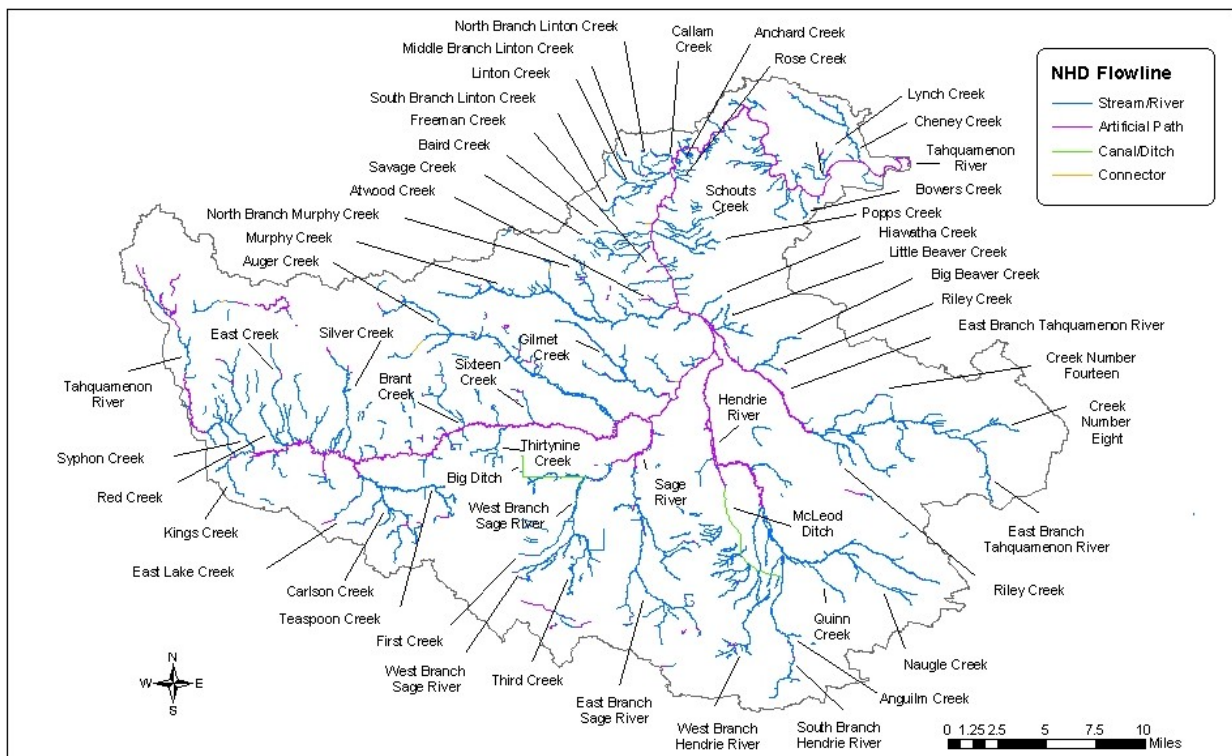 North Branch Linton Creek
Middle Branch Linton Creek
Linton Creek
South Branch Linton Creek
Freeman Creek
Baird Creek
Savage Creek
Atwood Creek
North Branch Murphy Creek
Murphy Creek
Auger Creek
Callam
Creek
Anchard Creek
Rose Creek
Lynch Creek
Cheney Creek
Tahquamenon
River
Bowers Creek
Schouts
Creek
Popps Creek
Hiawatha Creek
Little Beaver Creek
Big Beaver Creek
Riley Creek
East Branch Tahquamenon River
Creek Number
Fourteen
Creek
Number
Eight
NHD Flowline
Stream/River
Artificial Path
Canal/Ditch
Connector
East Creek
Silver Creek
Gilmet
Creek
Sixteen
Creek
Brant
Creek
Hendrie
River
Tahquamenon
River
Syphon Creek
Red Creek
Kings Creek
East Lake Creek
Carlson Creek
Teaspoon Creek
First Creek
West Branch
Sage River
Third Creek
East Branch
Sage River
West Branch
Hendrie River
South Branch
Hendrie River
Anguilm Creek
Naugle Creek
Quinn
Creek
Riley Creek
East Branch
Tahquamenon River
Thirtynine
Creek
Big Ditch
West Branch
Sage River
Sage
River
McLeod
Ditch
N
W E
S
0 1.25 2.5 5 7.5 10
Miles